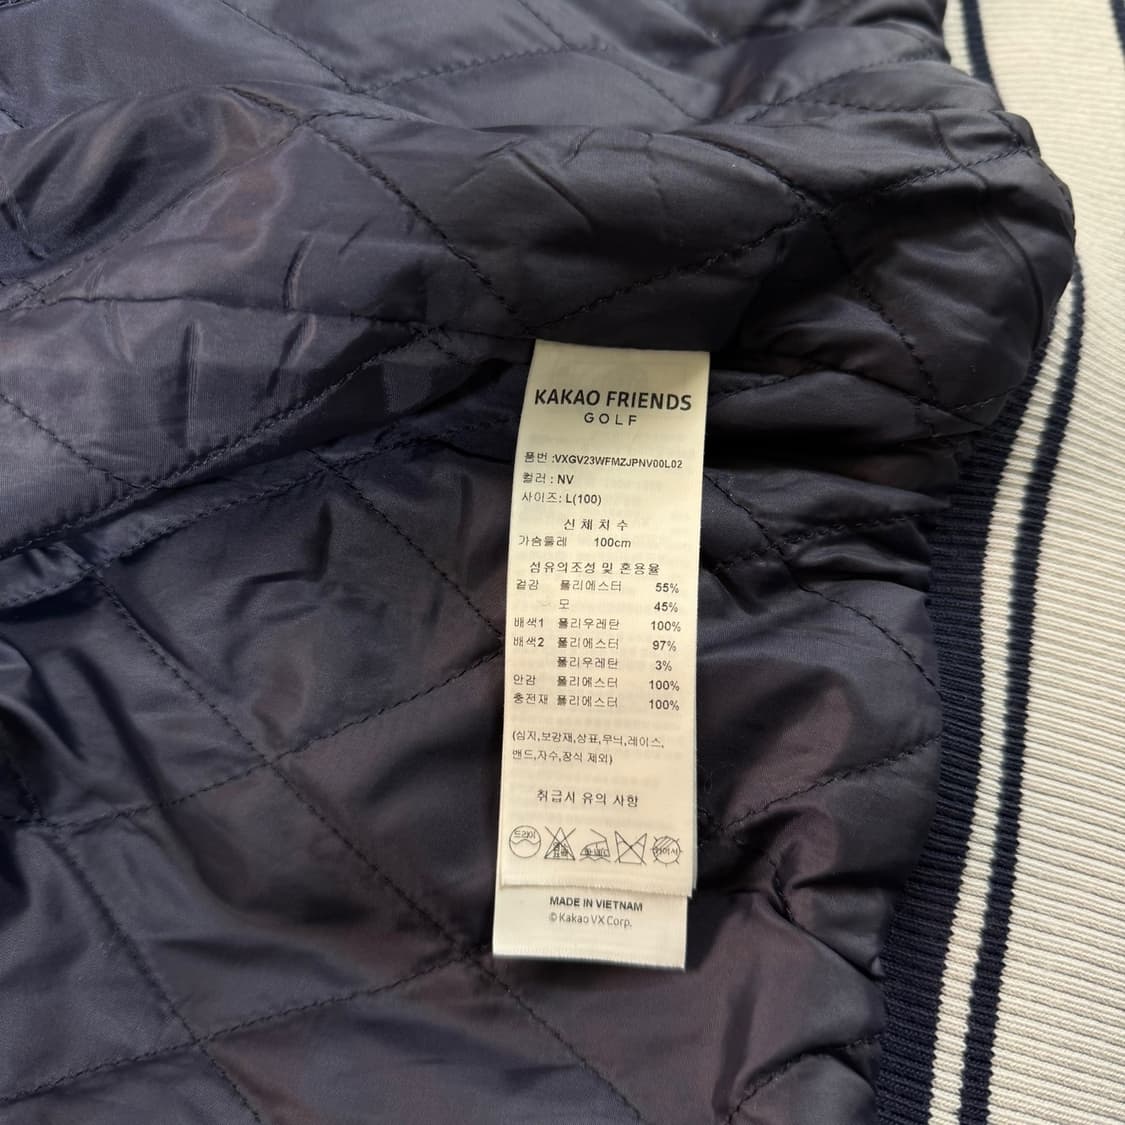 KAKAO FRIENDS
GOLF
품번 :VXGV23WFMZJPNV00L02
컬러 : NV
사이즈: L(100)
신 체 치 수
가슴둘레 100cm
섬유의조성 및 혼용율
겉감 폴리에스터 55%
모 45%
배색1 폴리우레탄 100%
배색2 폴리에스터 97%
폴리우레탄 3%
안감 폴리에스터 100%
충전재 폴리에스터 100%
(심지,보강재,상표,무늬,레이스,
밴드,자수,장식 제외)
취급시 유의 사항
드라이
MADE IN VIETNAM
© Kakao VX Corp.